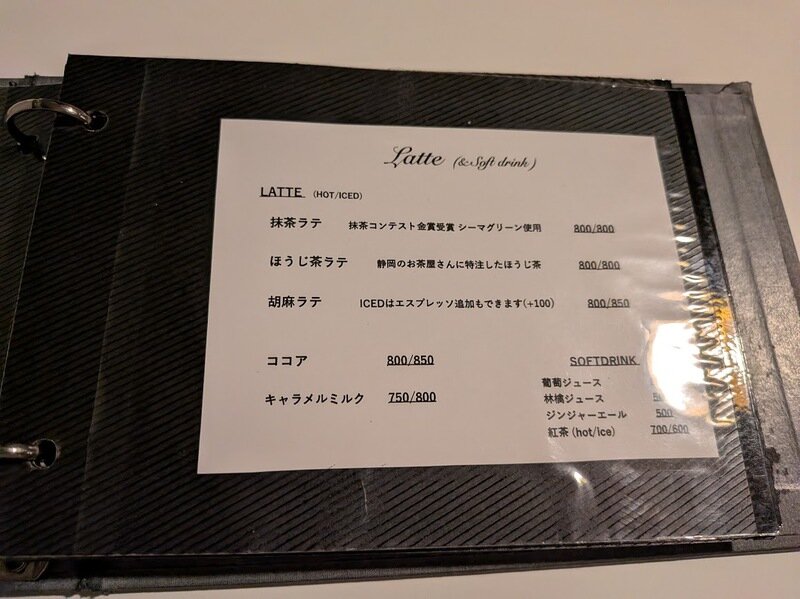 Latte (& Soft drink)
LATTE (HOT/ICED)
抹茶ラテ 抹茶コンテスト金賞受賞 シーマグリーン使用 800/800
ほうじ茶ラテ 静岡のお茶屋さんに特注したほうじ茶 800/800
胡麻ラテ ICEDはエスプレッソ追加もできます(+100) 800/850
ココア 800/850
キャラメルミルク 750/800
SOFTDRINK
葡萄ジュース
林檎ジュース
ジンジャーエール 500
紅茶 (hot/ice) 700/600